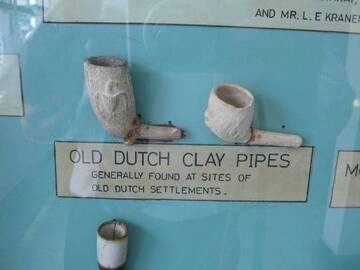 AND MR. L. E KRANE
OLD DUTCH CLAY PIPES
GENERALLY FOUND AT SITES OF
OLD DUTCH SETTLEMENTS.